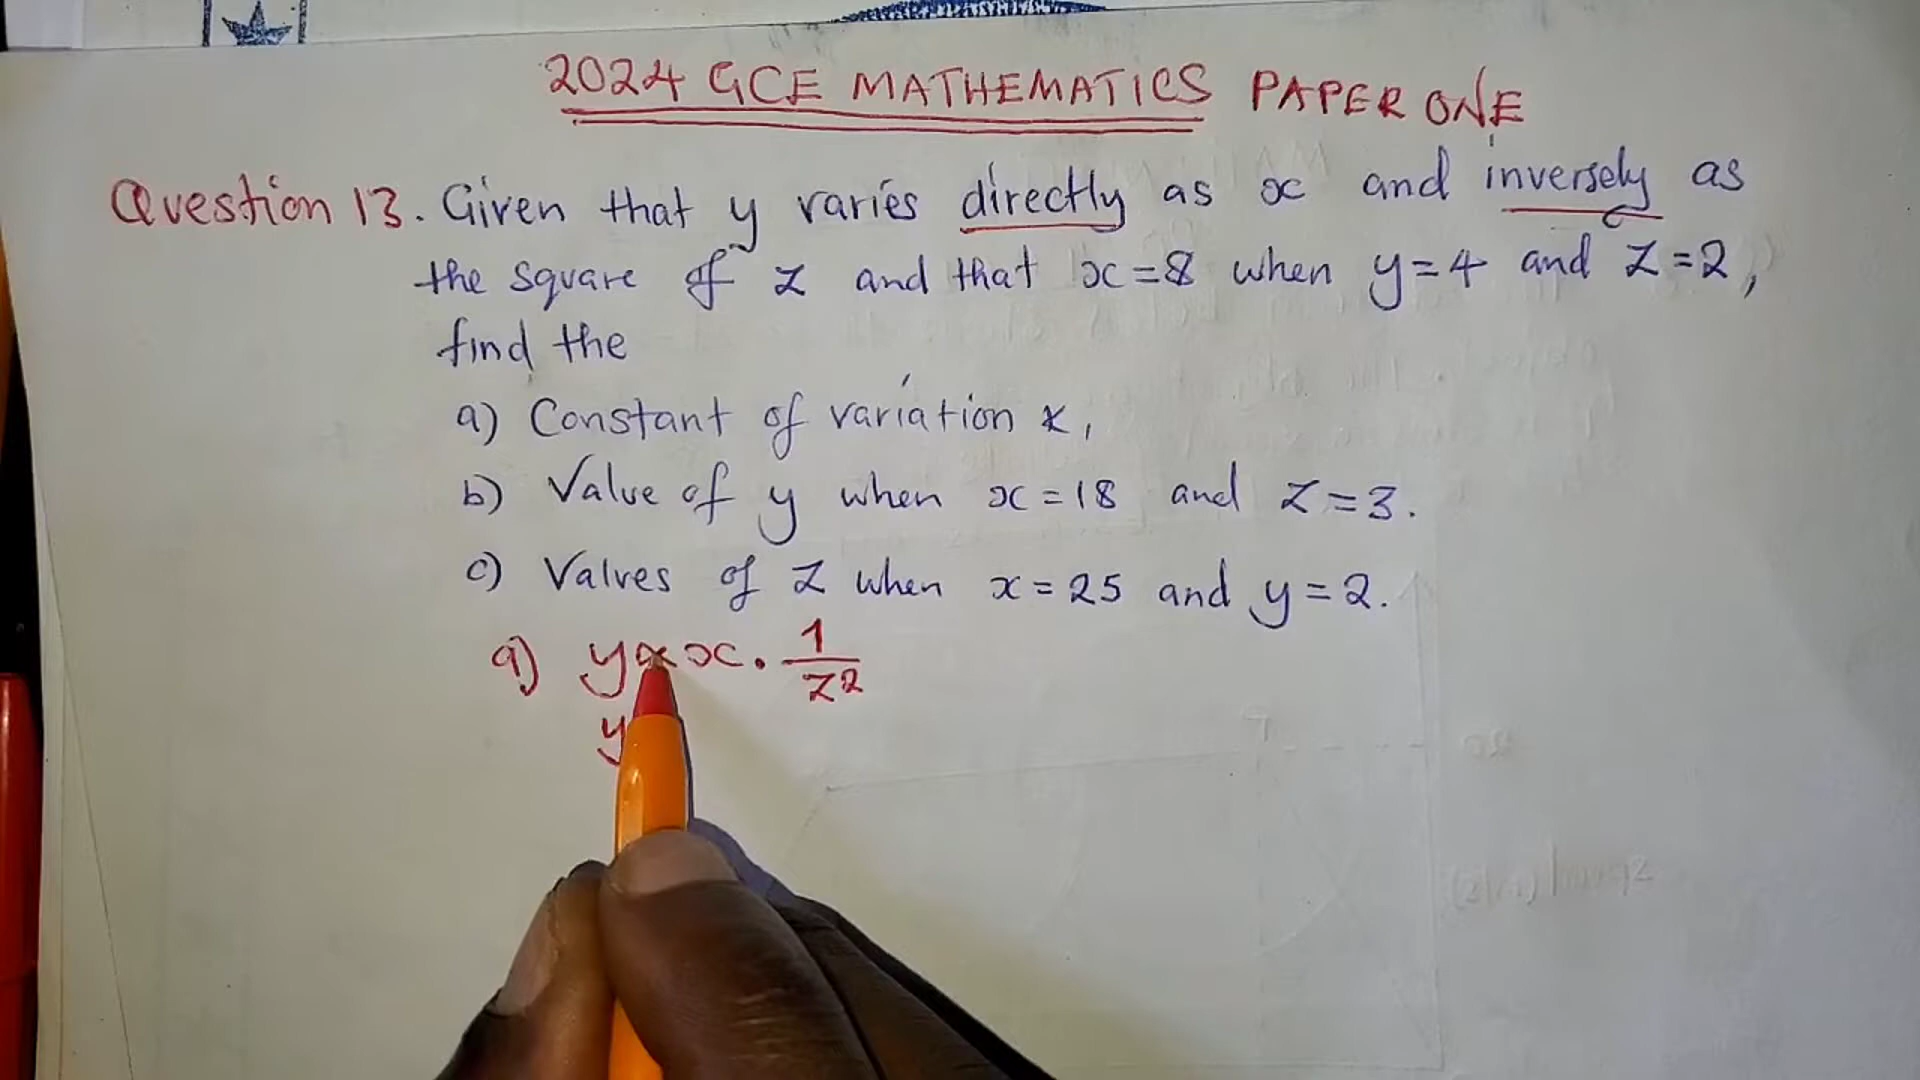 2024 GCE MATHEMATICS PAPER ONE
Question 13. Given that y varies directly as x and inversely as
the square of z and that x=8 when y=4 and z=2,
find the
a) Constant of variation k,
b) Value of y when x=18 and z=3.
c) Values of z when x=25 and y=2.
a) y∝x · 1/z²
y